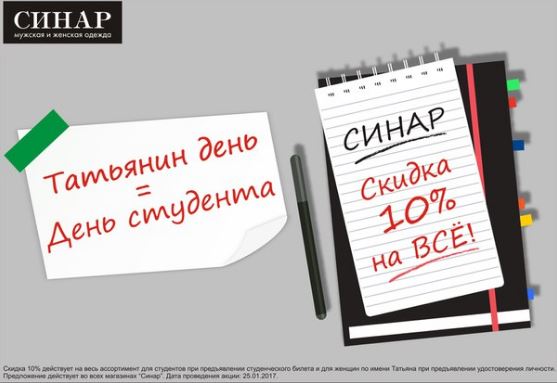 СИНАР
мужская и женская одежда
Татьянин день
=
День студента
СИНАР
Скидка
10%
на ВСЁ!
Скидка 10% действует на весь ассортимент для студентов при предъявлении студенческого билета и для женщин по имени Татьяна при предъявлении удостоверения личности.
Предложение действует во всех магазинах "Синар". Дата проведения акции: 25.01.2017.